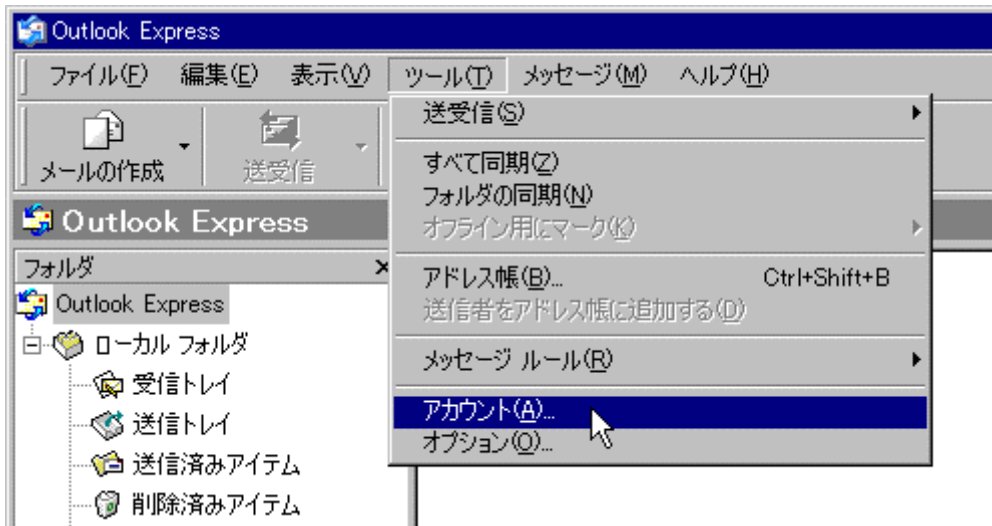 Outlook Express
ファイル(F) 編集(E) 表示(V) ツール(T) メッセージ(M) ヘルプ(H)
メールの作成 送受信
Outlook Express
フォルダ ×
Outlook Express
ローカル フォルダ
受信トレイ
送信トレイ
送信済みアイテム
削除済みアイテム
送受信(S)
すべて同期(Z)
フォルダの同期(N)
オフライン用にマーク(K)
アドレス帳(B)... Ctrl+Shift+B
送信者をアドレス帳に追加する(D)
メッセージ ルール(R)
アカウント(A)...
オプション(O)...